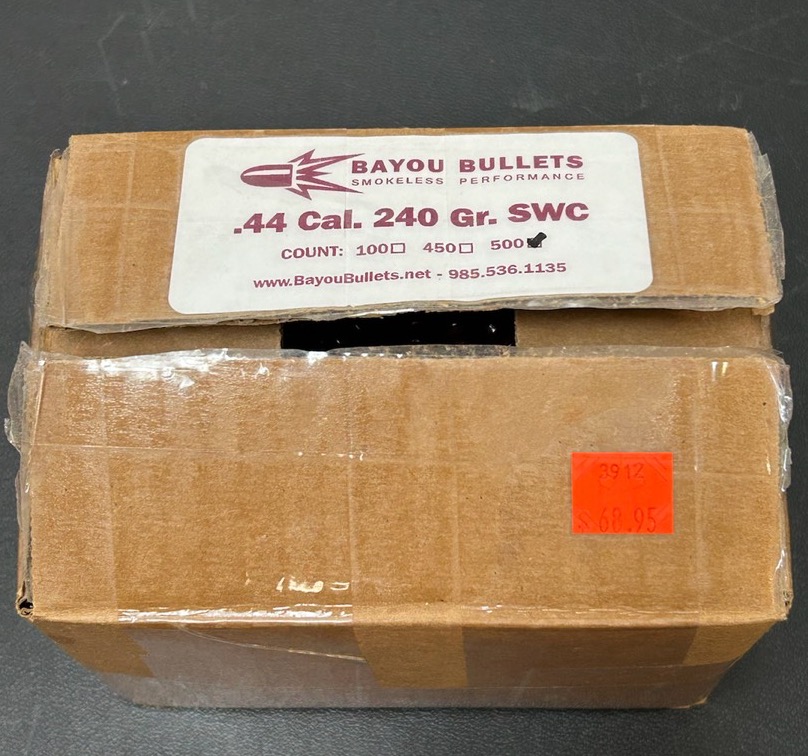 BAYOU BULLETS
SMOKELESS PERFORMANCE
.44 Cal. 240 Gr. SWC
COUNT: 100☐ 450☐ 500☑
www.BayouBullets.net - 985.536.1135
3912
$ 68.95